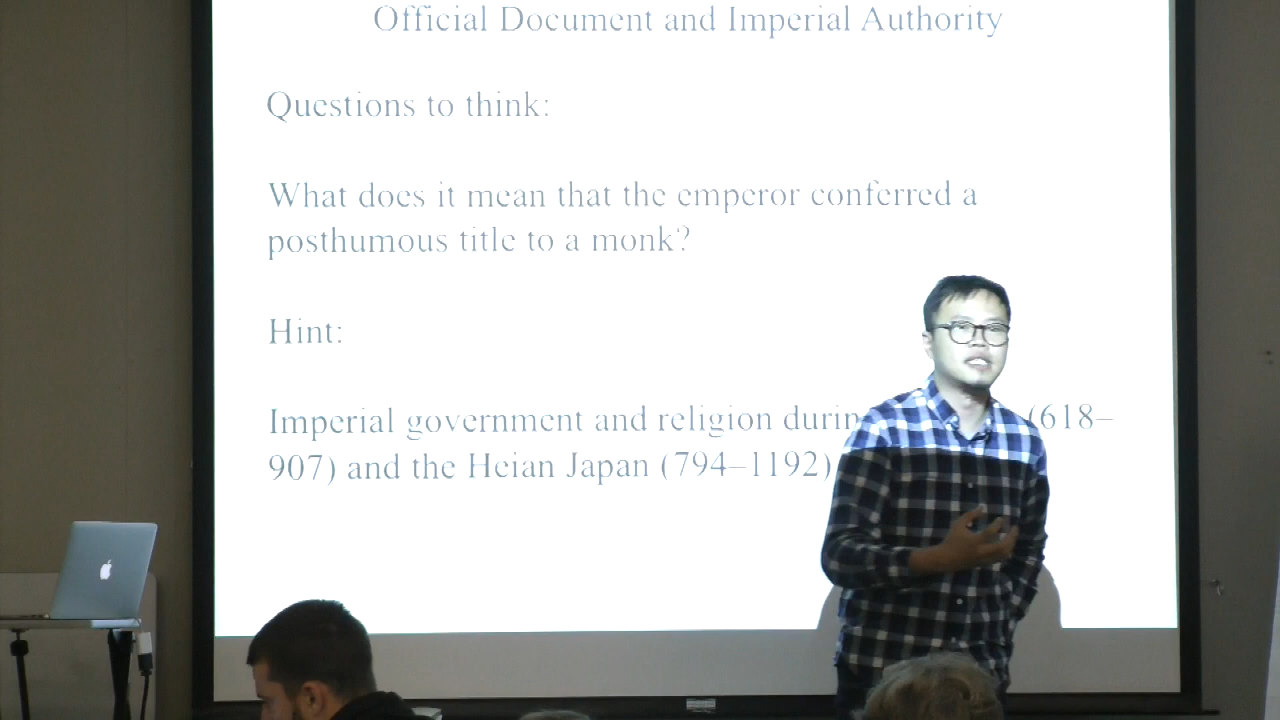 Official Document and Imperial Authority
Questions to think:
What does it mean that the emperor conferred a
posthumous title to a monk?
Hint:
Imperial government and religion (618–
907) and the Heian Japan (794–1192)